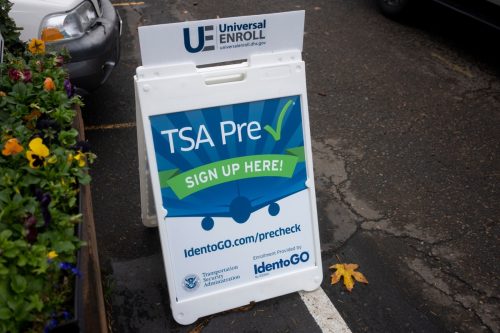 UE Universal
ENROLL
universalenroll.dhs.gov
TSA Pre✓
SIGN UP HERE!
IdentoGO.com/precheck
Transportation
Security
Administration
Enrollment Provided by
IdentoGO